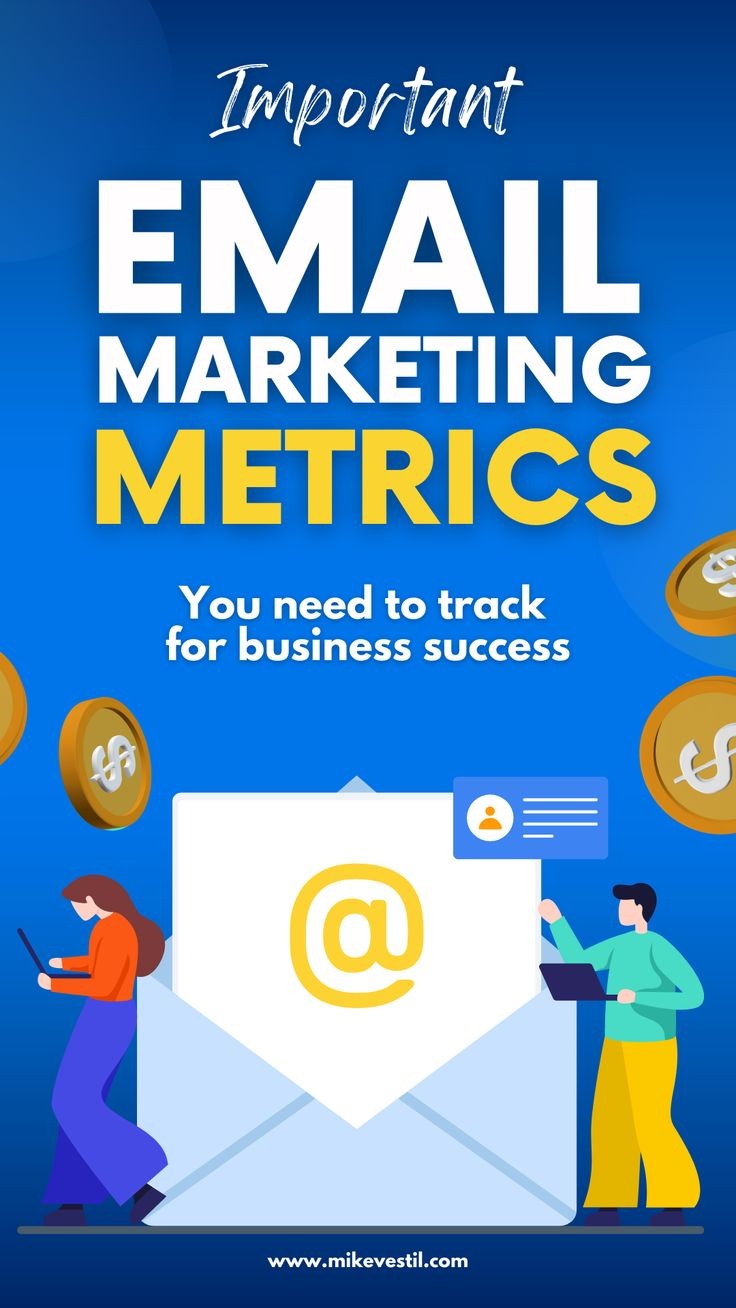 Important
EMAIL
MARKETING
METRICS
You need to track
for business success
$
$
$
@
www.mikevestil.com